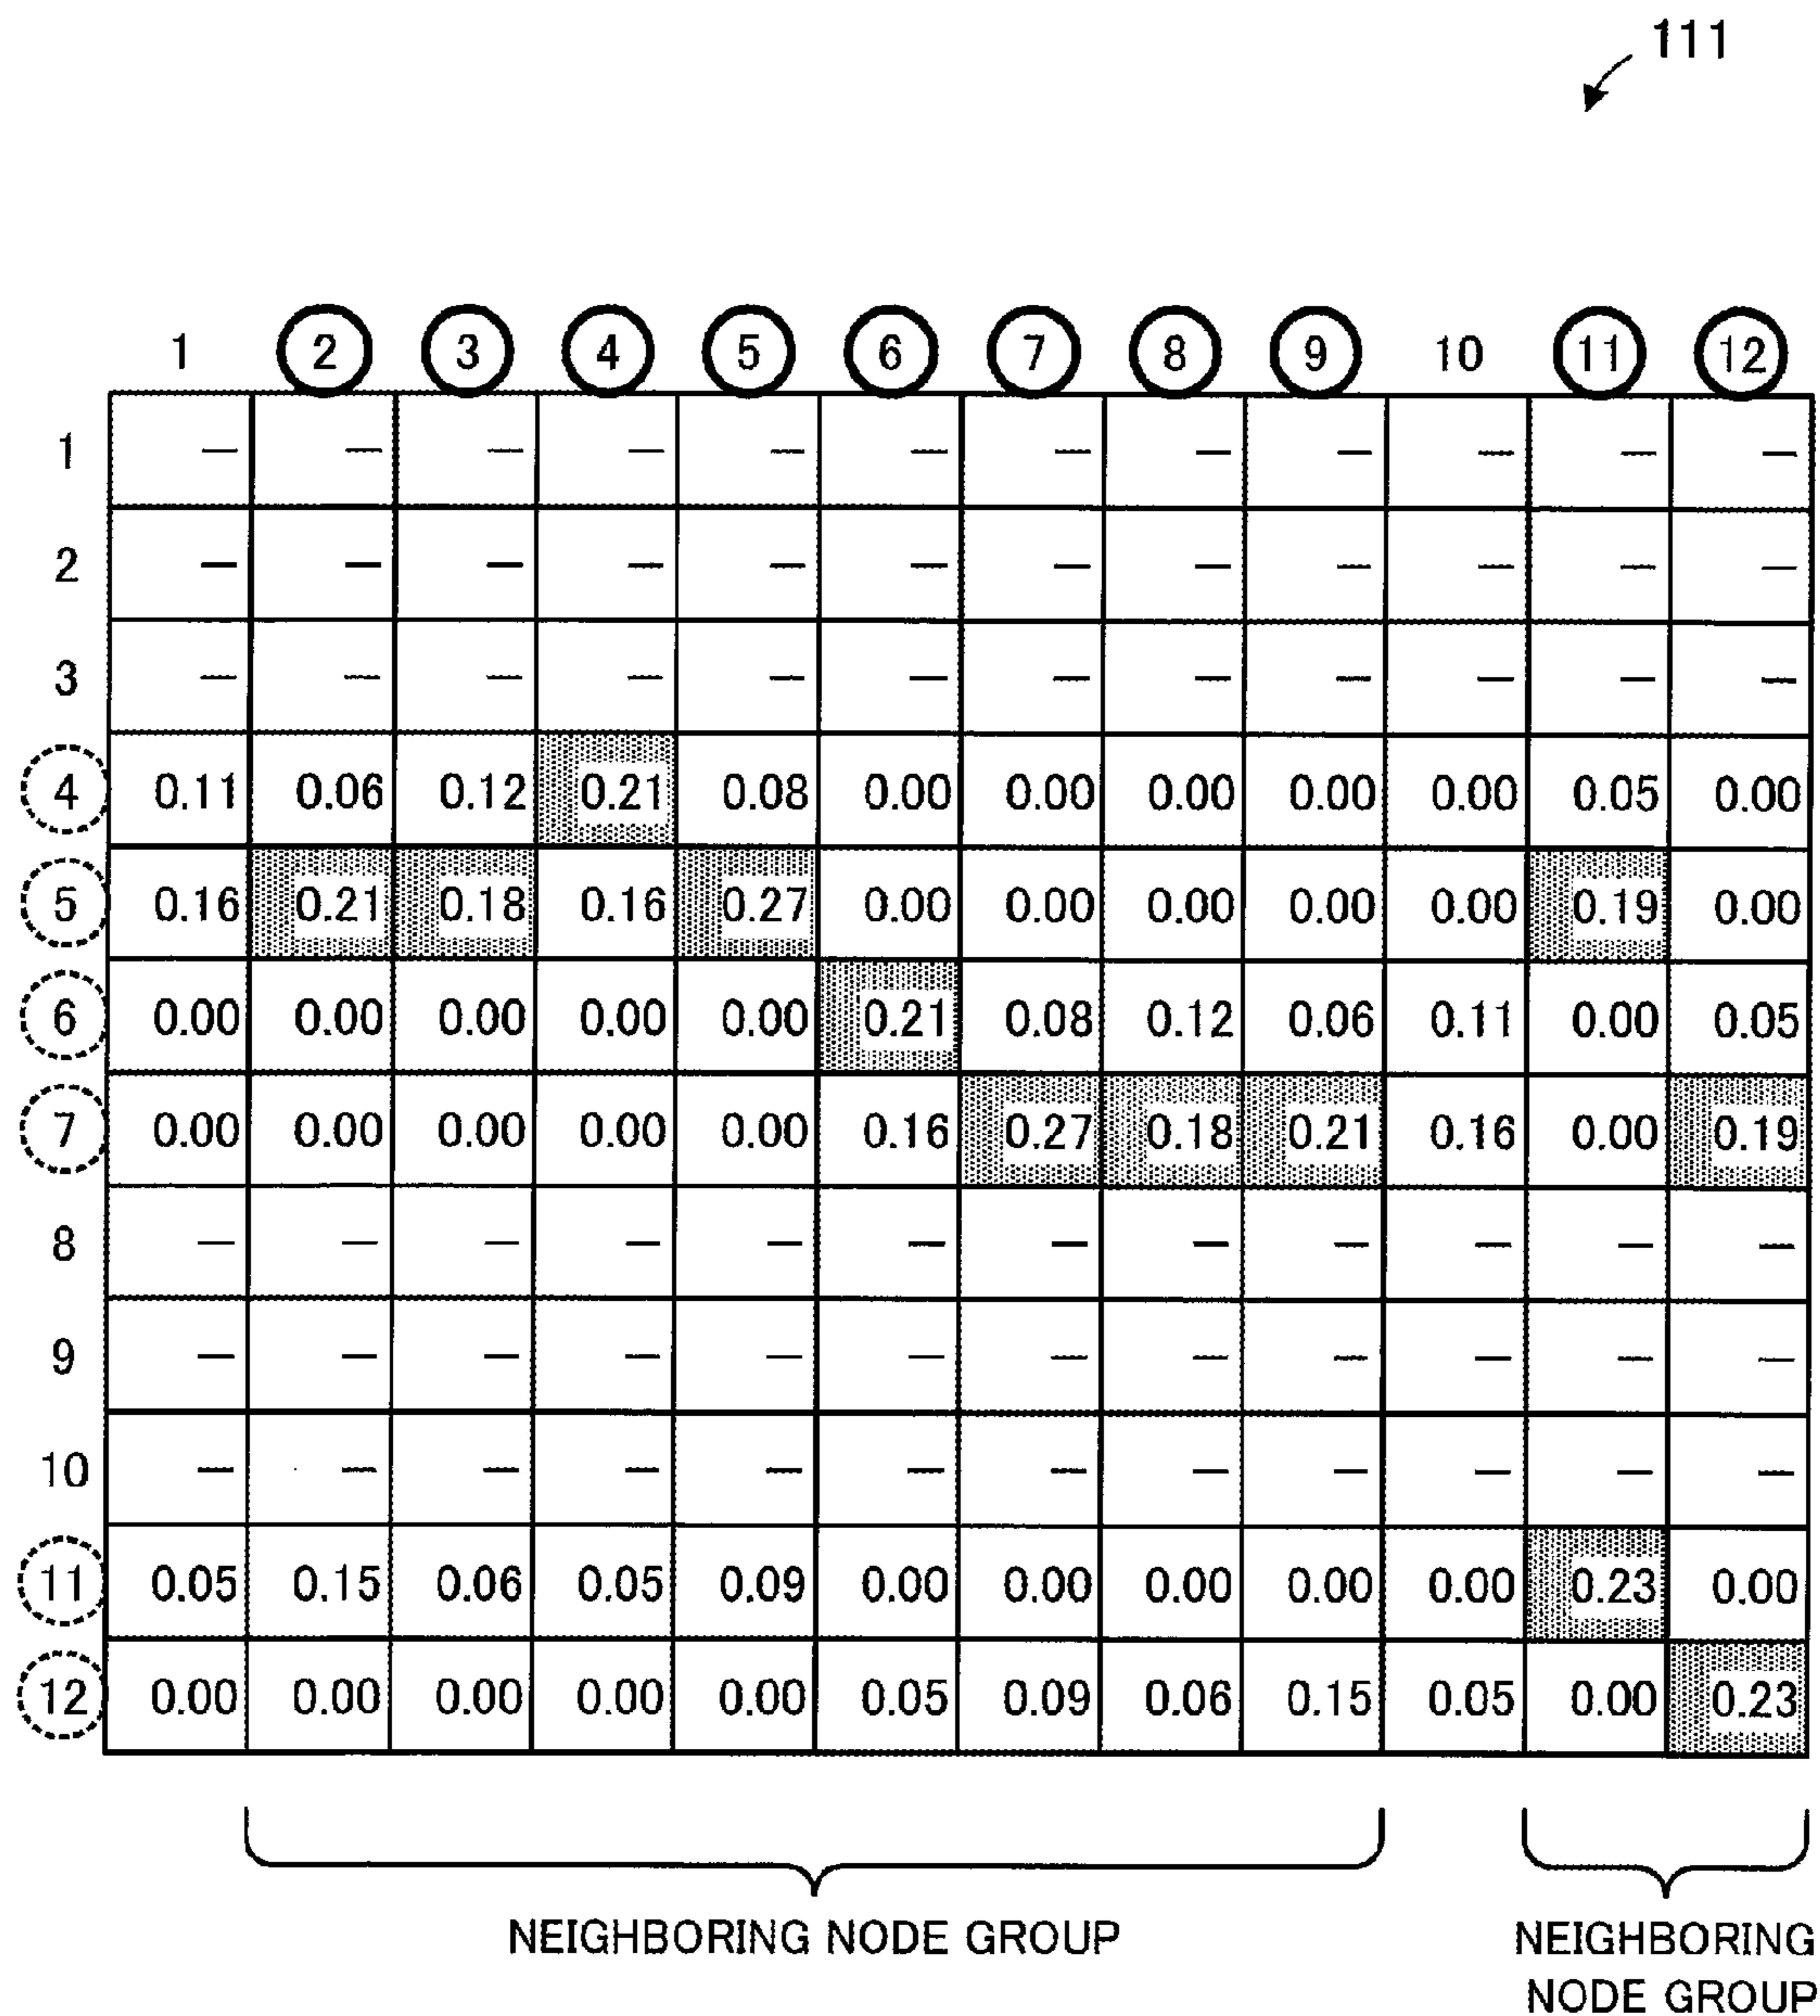 111
1 2 3 4 5 6 7 8 9 10 11 12
1 — — — — — — — — — — — —
2 — — — — — — — — — — — —
3 — — — — — — — — — — — —
4 0.11 0.06 0.12 0.21 0.08 0.00 0.00 0.00 0.00 0.00 0.05 0.00
5 0.16 0.21 0.18 0.16 0.27 0.00 0.00 0.00 0.00 0.00 0.19 0.00
6 0.00 0.00 0.00 0.00 0.00 0.21 0.08 0.12 0.06 0.11 0.00 0.05
7 0.00 0.00 0.00 0.00 0.00 0.16 0.27 0.18 0.21 0.16 0.00 0.19
8 — — — — — — — — — — — —
9 — — — — — — — — — — — —
10 — — — — — — — — — — — —
11 0.05 0.15 0.06 0.05 0.09 0.00 0.00 0.00 0.00 0.00 0.23 0.00
12 0.00 0.00 0.00 0.00 0.00 0.05 0.09 0.06 0.15 0.05 0.00 0.23
NEIGHBORING NODE GROUP
NEIGHBORING
NODE GROUP